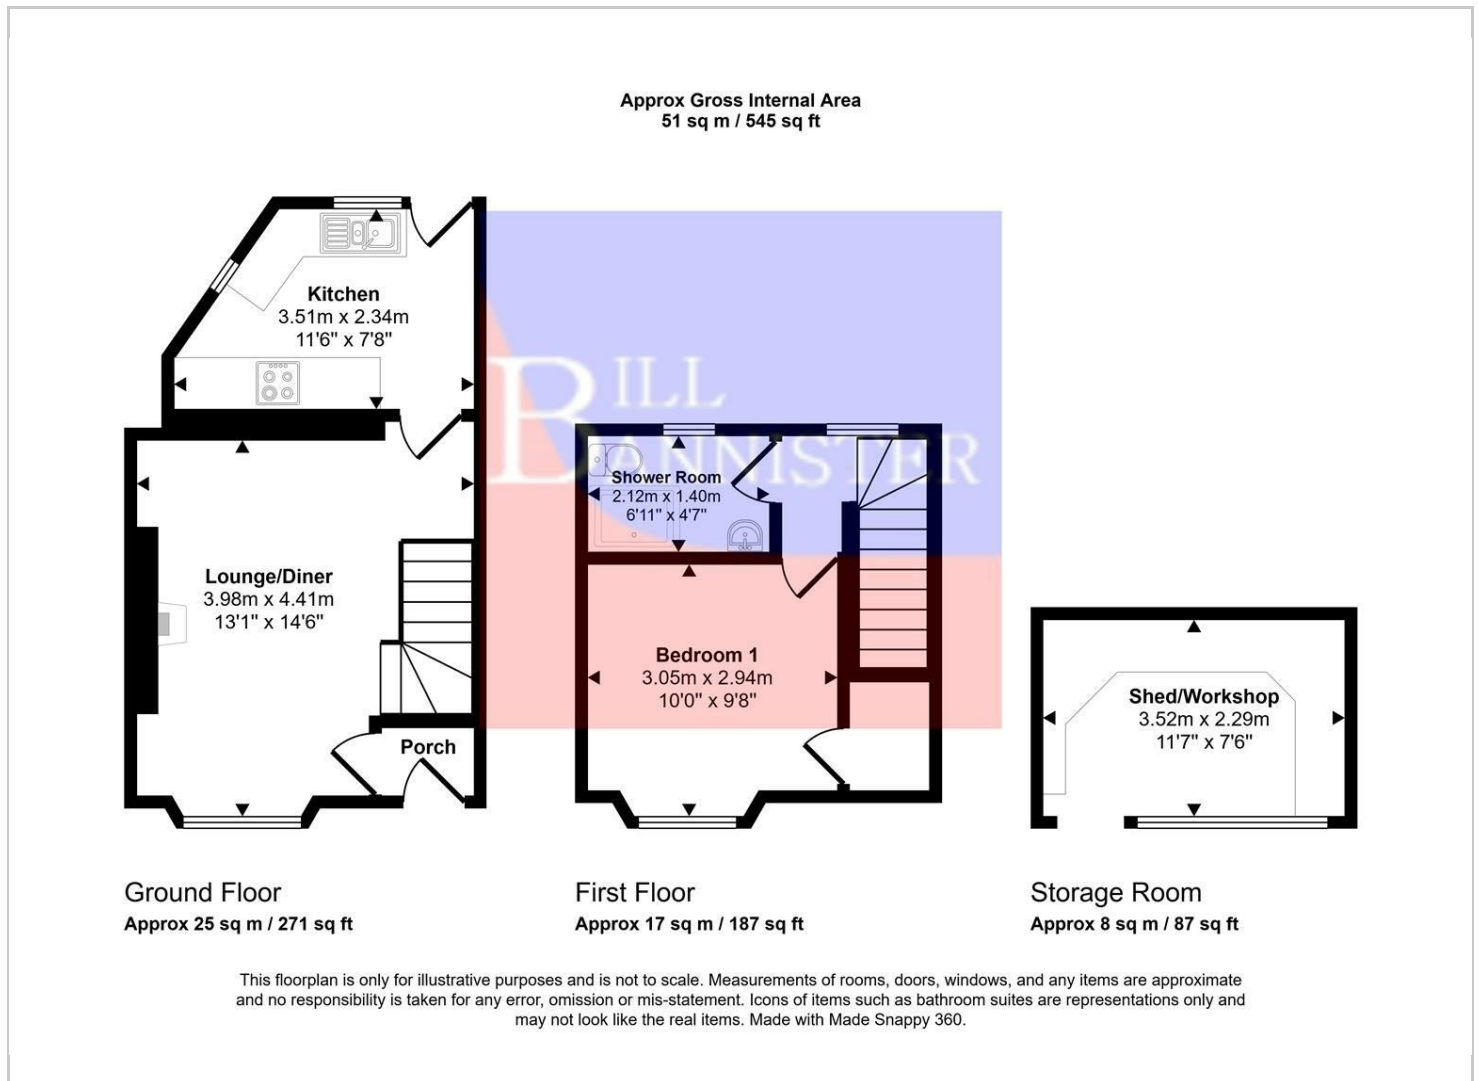 Approx Gross Internal Area
51 sq m / 545 sq ft
Kitchen
3.51m x 2.34m
11'6" x 7'8"
BILL
BANNISTER
Shower Room
2.12m x 1.40m
6'11" x 4'7"
Lounge/Diner
3.98m x 4.41m
13'1" x 14'6"
Bedroom 1
3.05m x 2.94m
10'0" x 9'8"
Shed/Workshop
3.52m x 2.29m
11'7" x 7'6"
Porch
Ground Floor
Approx 25 sq m / 271 sq ft
First Floor
Approx 17 sq m / 187 sq ft
Storage Room
Approx 8 sq m / 87 sq ft
This floorplan is only for illustrative purposes and is not to scale. Measurements of rooms, doors, windows, and any items are approximate
and no responsibility is taken for any error, omission or mis-statement. Icons of items such as bathroom suites are representations only and
may not look like the real items. Made with Made Snappy 360.